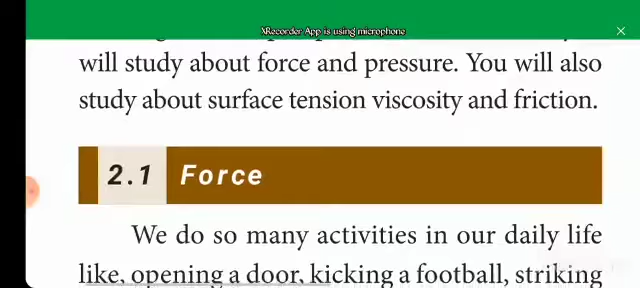 XRecorder App is using microphone
will study about force and pressure. You will also
study about surface tension viscosity and friction.
2.1 Force
We do so many activities in our daily life
like, opening a door, kicking a football, striking